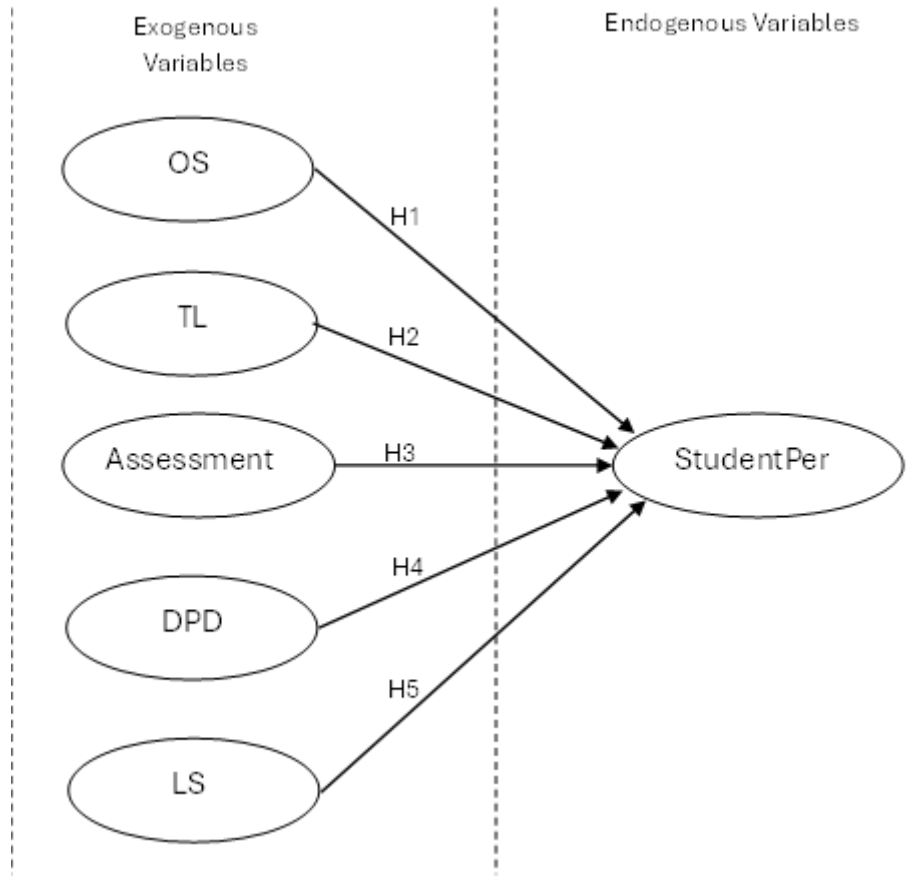 Exogenous
Variables
Endogenous Variables
OS
H1
TL
H2
Assessment
H3
StudentPer
DPD
H4
LS
H5